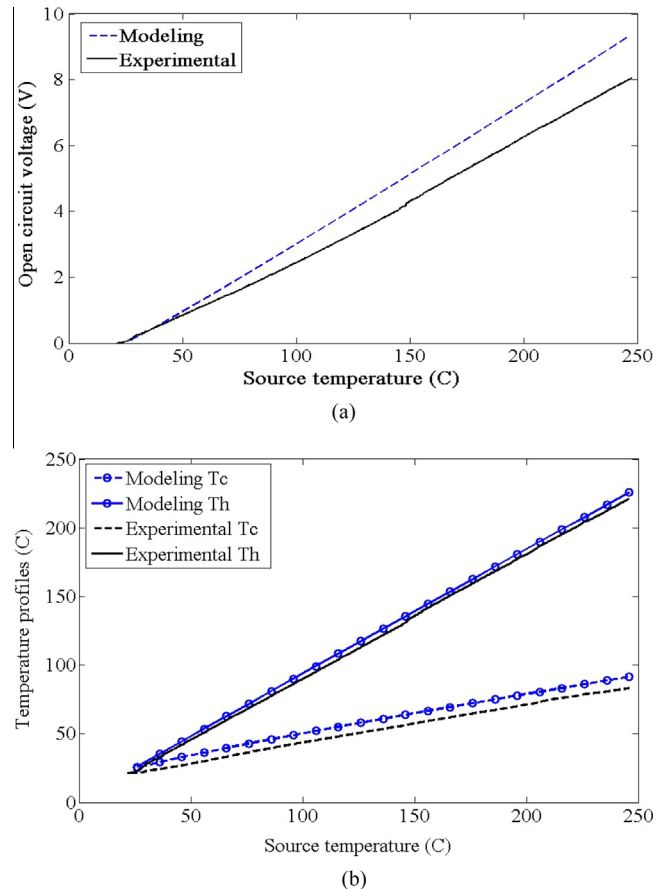 10
8
6
4
2
0
Open circuit voltage (V)
Modeling
Experimental
0
50
100
150
200
250
Source temperature (C)
(a)
250
200
150
100
50
0
Temperature profiles (C)
Modeling Tc
Modeling Th
Experimental Tc
Experimental Th
0
50
100
150
200
250
Source temperature (C)
(b)